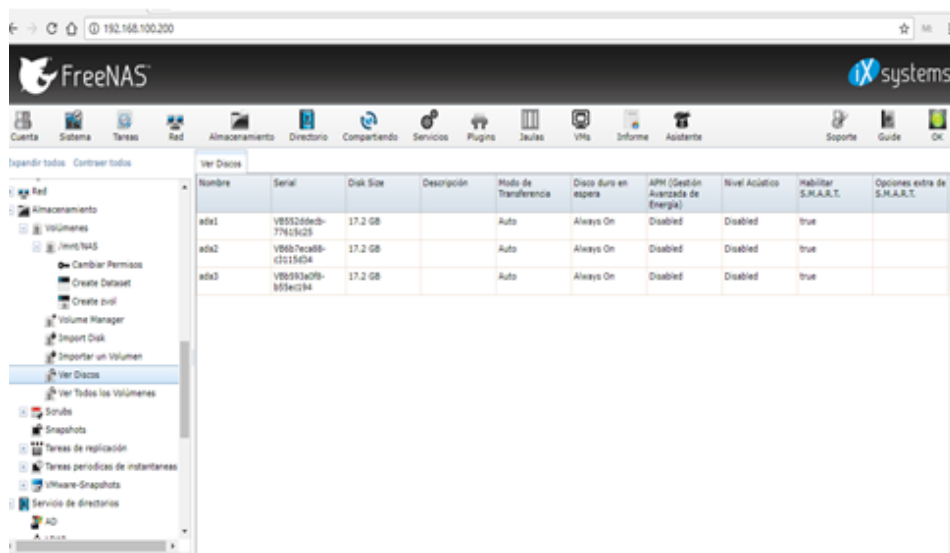 192.168.100.200
FreeNAS
iX systems
Cuenta Sistema Tareas Red Almacenamiento Directorio Compartiendo Servicios Plugins Jaulas VMs Informe Asistente Soporte Guide OK
Expandir todos Contraer todos
Ver Discos
Red
Almacenamiento
Volúmenes
/mnt/NAS
Cambiar Permisos
Create Dataset
Create zvol
Volume Manager
Import Disk
Importar un Volumen
Ver Discos
Ver Todos los Volúmenes
Scrubs
Snapshots
Tareas de replicación
Tareas periodicas de instantaneas
VMware-Snapshots
Servicio de directorios
AD
Nombre Serial Disk Size Descripción Modo de Transferencia Disco duro en espera APM (Gestión Avanzada de Energía) Nivel Acústico Habilitar S.M.A.R.T. Opciones extra de S.M.A.R.T.
ada1 17.2 GB Auto Always On Disabled Disabled true
ada2 17.2 GB Auto Always On Disabled Disabled true
ada3 17.2 GB Auto Always On Disabled Disabled true